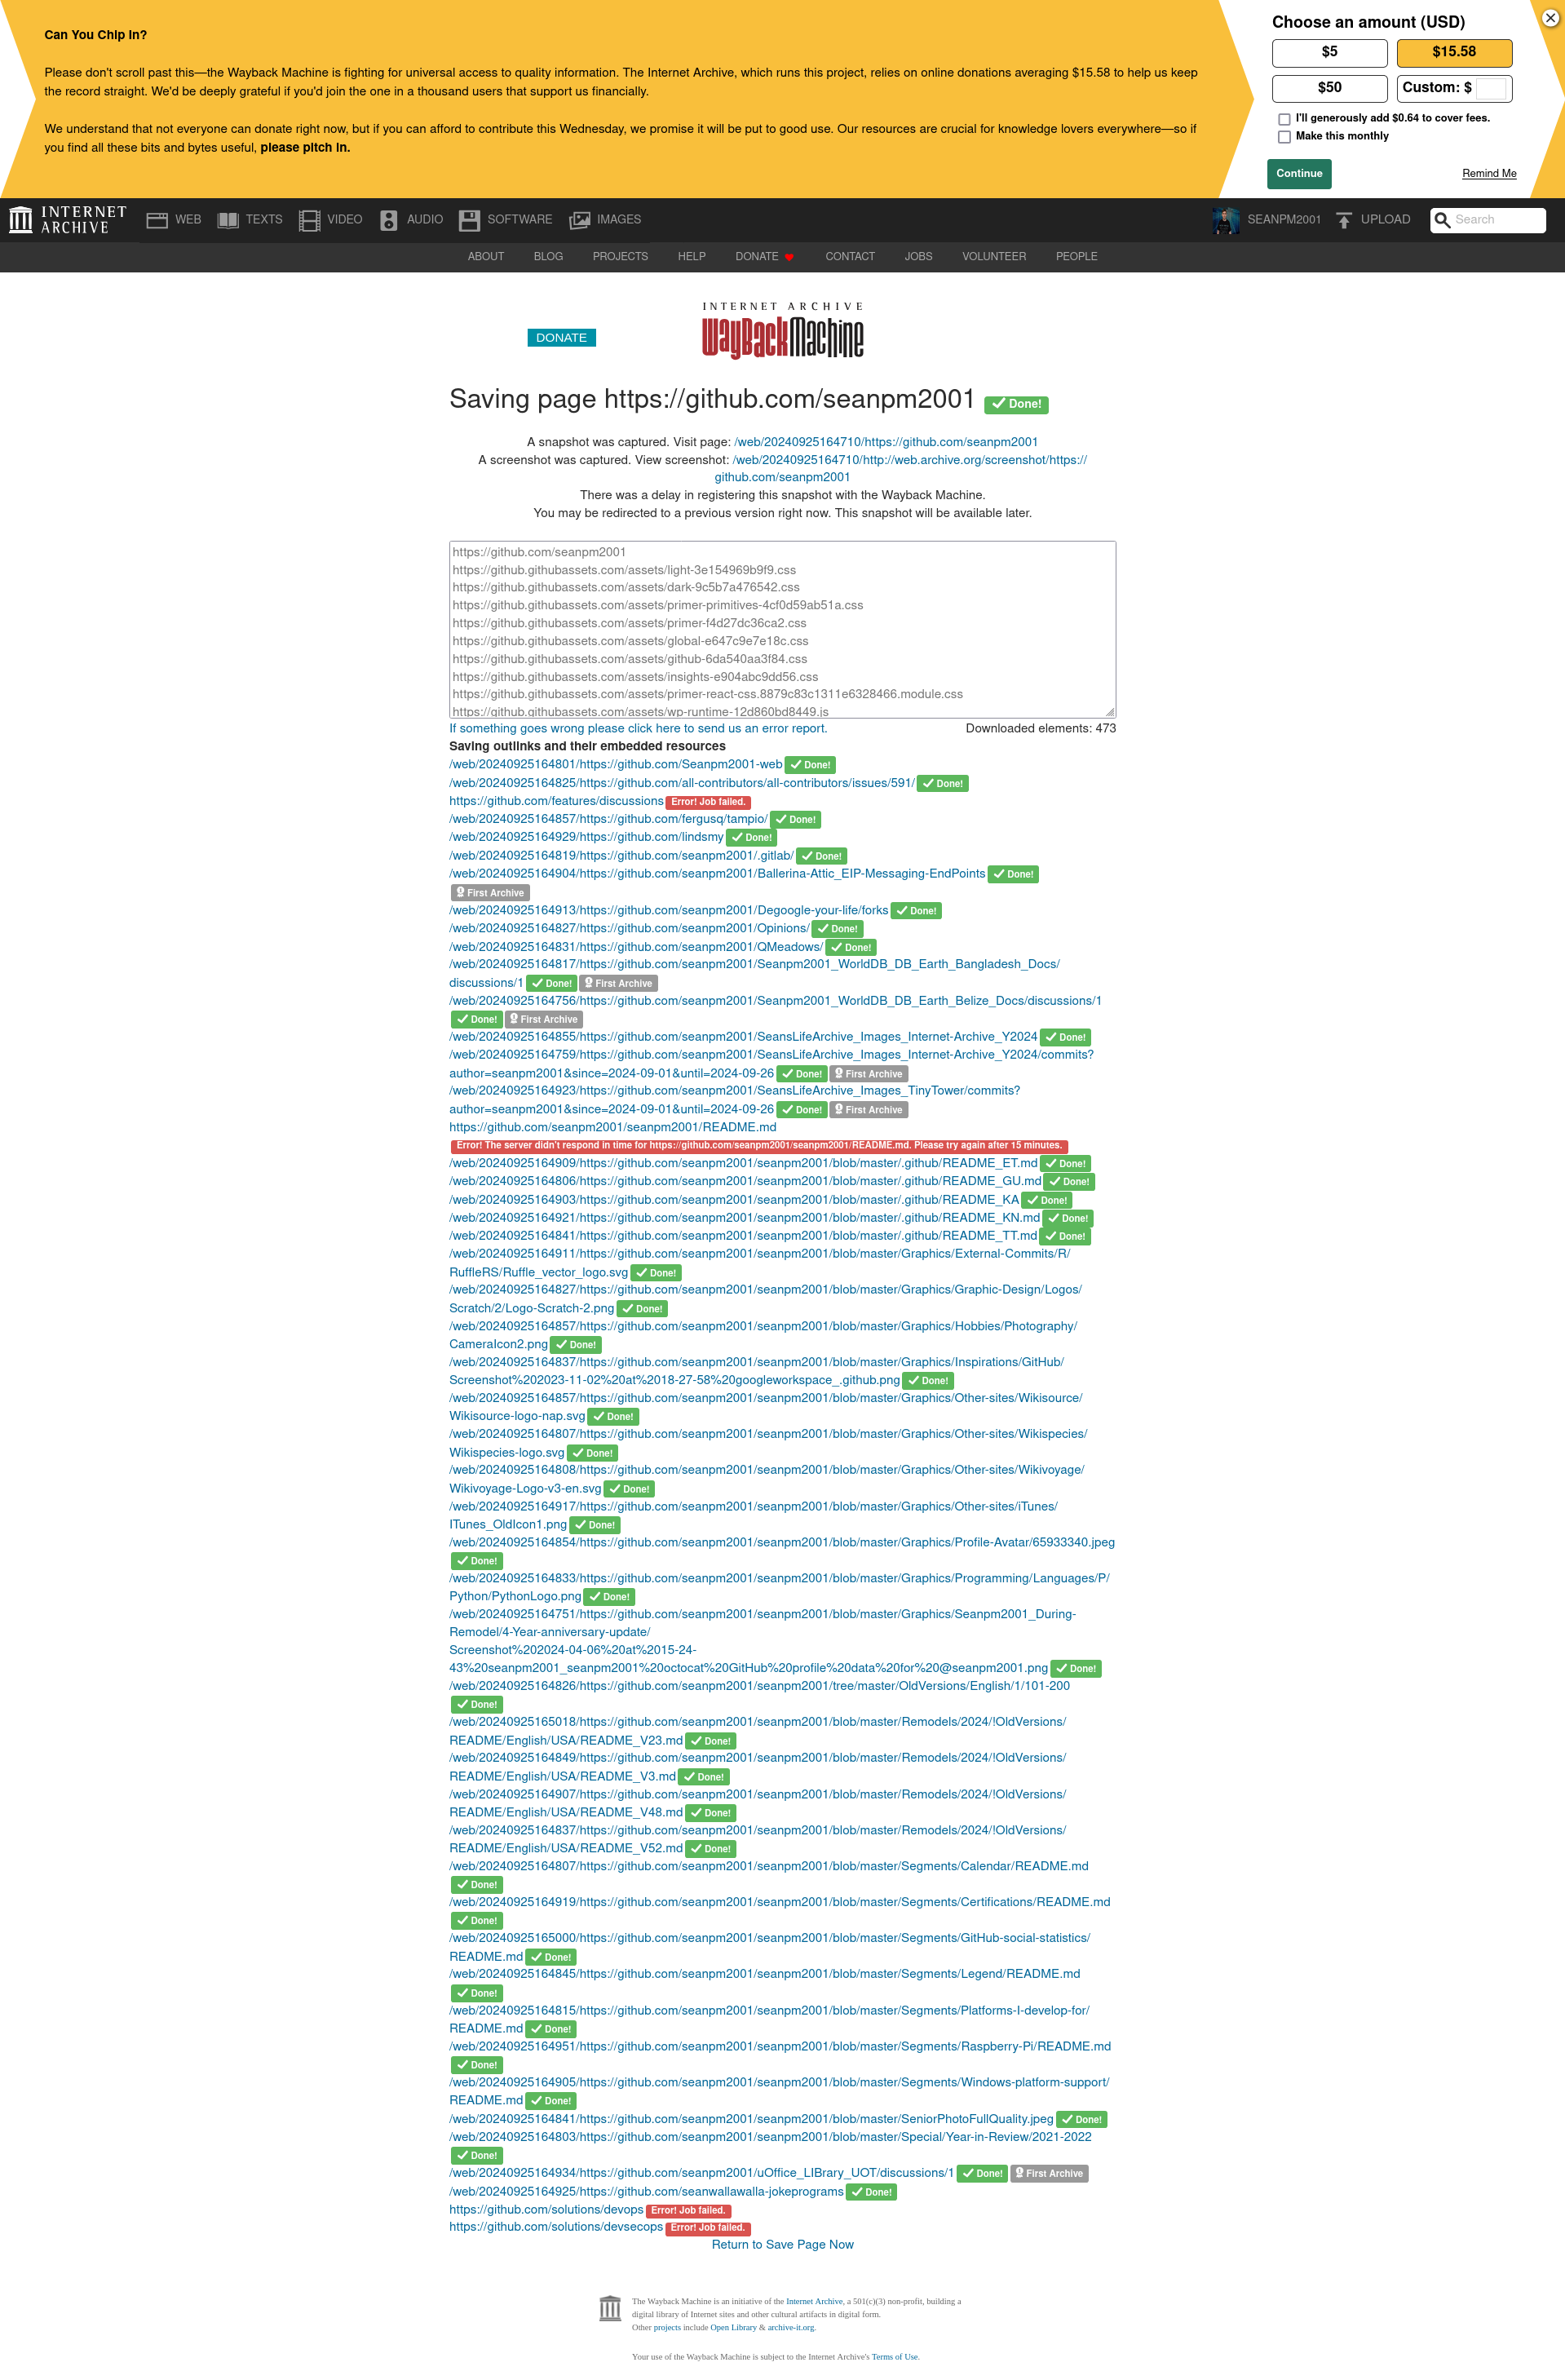 Can You Chip In?
Please don't scroll past this—the Wayback Machine is fighting for universal access to quality information. The Internet Archive, which runs this project, relies on online donations averaging $15.58 to help us keep
the record straight. We'd be deeply grateful if you'd join the one in a thousand users that support us financially.
We understand that not everyone can donate right now, but if you can afford to contribute this Wednesday, we promise it will be put to good use. Our resources are crucial for knowledge lovers everywhere—so if
you find all these bits and bytes useful, please pitch in.
Choose an amount (USD)
$5
$15.58
$50
Custom: $
I'll generously add $0.64 to cover fees.
Make this monthly
Continue
Remind Me
INTERNET
ARCHIVE
WEB
TEXTS
VIDEO
AUDIO
SOFTWARE
IMAGES
SEANPM2001
UPLOAD
Search
ABOUT
BLOG
PROJECTS
HELP
DONATE
CONTACT
JOBS
VOLUNTEER
PEOPLE
DONATE
INTERNET ARCHIVE
WayBackMachine
Saving page https://github.com/seanpm2001 Done!
A snapshot was captured. Visit page: /web/20240925164710/https://github.com/seanpm2001
A screenshot was captured. View screenshot: /web/20240925164710/http://web.archive.org/screenshot/https://
github.com/seanpm2001
There was a delay in registering this snapshot with the Wayback Machine.
You may be redirected to a previous version right now. This snapshot will be available later.
https://github.com/seanpm2001
https://github.githubassets.com/assets/light-3e154969b9f9.css
https://github.githubassets.com/assets/dark-9c5b7a476542.css
https://github.githubassets.com/assets/primer-primitives-4cf0d59ab51a.css
https://github.githubassets.com/assets/primer-f4d27dc36ca2.css
https://github.githubassets.com/assets/global-e647c9e7e18c.css
https://github.githubassets.com/assets/github-6da540aa3f84.css
https://github.githubassets.com/assets/insights-e904abc9dd56.css
https://github.githubassets.com/assets/primer-react-css.8879c83c1311e6328466.module.css
https://github.githubassets.com/assets/wp-runtime-12d860bd8449.js
If something goes wrong please click here to send us an error report.
Downloaded elements: 473
Saving outlinks and their embedded resources
/web/20240925164801/https://github.com/Seanpm2001-web Done!
/web/20240925164825/https://github.com/all-contributors/all-contributors/issues/591/ Done!
https://github.com/features/discussions Error! Job failed.
/web/20240925164857/https://github.com/fergusq/tampio/ Done!
/web/20240925164929/https://github.com/lindsmy Done!
/web/20240925164819/https://github.com/seanpm2001/.gitlab/ Done!
/web/20240925164904/https://github.com/seanpm2001/Ballerina-Attic_EIP-Messaging-EndPoints Done!
First Archive
/web/20240925164913/https://github.com/seanpm2001/Degoogle-your-life/forks Done!
/web/20240925164827/https://github.com/seanpm2001/Opinions/ Done!
/web/20240925164831/https://github.com/seanpm2001/QMeadows/ Done!
/web/20240925164817/https://github.com/seanpm2001/Seanpm2001_WorldDB_DB_Earth_Bangladesh_Docs/
discussions/1 Done! First Archive
/web/20240925164756/https://github.com/seanpm2001/Seanpm2001_WorldDB_DB_Earth_Belize_Docs/discussions/1
Done! First Archive
/web/20240925164855/https://github.com/seanpm2001/SeansLifeArchive_Images_Internet-Archive_Y2024 Done!
/web/20240925164759/https://github.com/seanpm2001/SeansLifeArchive_Images_Internet-Archive_Y2024/commits?
author=seanpm2001&since=2024-09-01&until=2024-09-26 Done! First Archive
/web/20240925164923/https://github.com/seanpm2001/SeansLifeArchive_Images_TinyTower/commits?
author=seanpm2001&since=2024-09-01&until=2024-09-26 Done! First Archive
https://github.com/seanpm2001/seanpm2001/README.md
Error! The server didn't respond in time for https://github.com/seanpm2001/seanpm2001/README.md. Please try again after 15 minutes.
/web/20240925164909/https://github.com/seanpm2001/seanpm2001/blob/master/.github/README_ET.md Done!
/web/20240925164806/https://github.com/seanpm2001/seanpm2001/blob/master/.github/README_GU.md Done!
/web/20240925164903/https://github.com/seanpm2001/seanpm2001/blob/master/.github/README_KA Done!
/web/20240925164921/https://github.com/seanpm2001/seanpm2001/blob/master/.github/README_KN.md Done!
/web/20240925164841/https://github.com/seanpm2001/seanpm2001/blob/master/.github/README_TT.md Done!
/web/20240925164911/https://github.com/seanpm2001/seanpm2001/blob/master/Graphics/External-Commits/R/
RuffleRS/Ruffle_vector_logo.svg Done!
/web/20240925164827/https://github.com/seanpm2001/seanpm2001/blob/master/Graphics/Graphic-Design/Logos/
Scratch/2/Logo-Scratch-2.png Done!
/web/20240925164857/https://github.com/seanpm2001/seanpm2001/blob/master/Graphics/Hobbies/Photography/
CameraIcon2.png Done!
/web/20240925164837/https://github.com/seanpm2001/seanpm2001/blob/master/Graphics/Inspirations/GitHub/
Screenshot%202023-11-02%20at%2018-27-58%20googleworkspace_.github.png Done!
/web/20240925164857/https://github.com/seanpm2001/seanpm2001/blob/master/Graphics/Other-sites/Wikisource/
Wikisource-logo-nap.svg Done!
/web/20240925164807/https://github.com/seanpm2001/seanpm2001/blob/master/Graphics/Other-sites/Wikispecies/
Wikispecies-logo.svg Done!
/web/20240925164808/https://github.com/seanpm2001/seanpm2001/blob/master/Graphics/Other-sites/Wikivoyage/
Wikivoyage-Logo-v3-en.svg Done!
/web/20240925164917/https://github.com/seanpm2001/seanpm2001/blob/master/Graphics/Other-sites/iTunes/
ITunes_OldIcon1.png Done!
/web/20240925164854/https://github.com/seanpm2001/seanpm2001/blob/master/Graphics/Profile-Avatar/65933340.jpeg
Done!
/web/20240925164833/https://github.com/seanpm2001/seanpm2001/blob/master/Graphics/Programming/Languages/P/
Python/PythonLogo.png Done!
/web/20240925164751/https://github.com/seanpm2001/seanpm2001/blob/master/Graphics/Seanpm2001_During-
Remodel/4-Year-anniversary-update/
Screenshot%202024-04-06%20at%2015-24-
43%20seanpm2001_seanpm2001%20octocat%20GitHub%20profile%20data%20for%20@seanpm2001.png Done!
/web/20240925164826/https://github.com/seanpm2001/seanpm2001/tree/master/OldVersions/English/1/101-200
Done!
/web/20240925165018/https://github.com/seanpm2001/seanpm2001/blob/master/Remodels/2024/!OldVersions/
README/English/USA/README_V23.md Done!
/web/20240925164849/https://github.com/seanpm2001/seanpm2001/blob/master/Remodels/2024/!OldVersions/
README/English/USA/README_V3.md Done!
/web/20240925164907/https://github.com/seanpm2001/seanpm2001/blob/master/Remodels/2024/!OldVersions/
README/English/USA/README_V48.md Done!
/web/20240925164837/https://github.com/seanpm2001/seanpm2001/blob/master/Remodels/2024/!OldVersions/
README/English/USA/README_V52.md Done!
/web/20240925164807/https://github.com/seanpm2001/seanpm2001/blob/master/Segments/Calendar/README.md
Done!
/web/20240925164919/https://github.com/seanpm2001/seanpm2001/blob/master/Segments/Certifications/README.md
Done!
/web/20240925165000/https://github.com/seanpm2001/seanpm2001/blob/master/Segments/GitHub-social-statistics/
README.md Done!
/web/20240925164845/https://github.com/seanpm2001/seanpm2001/blob/master/Segments/Legend/README.md
Done!
/web/20240925164815/https://github.com/seanpm2001/seanpm2001/blob/master/Segments/Platforms-I-develop-for/
README.md Done!
/web/20240925164951/https://github.com/seanpm2001/seanpm2001/blob/master/Segments/Raspberry-Pi/README.md
Done!
/web/20240925164905/https://github.com/seanpm2001/seanpm2001/blob/master/Segments/Windows-platform-support/
README.md Done!
/web/20240925164841/https://github.com/seanpm2001/seanpm2001/blob/master/SeniorPhotoFullQuality.jpeg Done!
/web/20240925164803/https://github.com/seanpm2001/seanpm2001/blob/master/Special/Year-in-Review/2021-2022
Done!
/web/20240925164934/https://github.com/seanpm2001/uOffice_LIBrary_UOT/discussions/1 Done! First Archive
/web/20240925164925/https://github.com/seanwallawalla-jokeprograms Done!
https://github.com/solutions/devops Error! Job failed.
https://github.com/solutions/devsecops Error! Job failed.
Return to Save Page Now
The Wayback Machine is an initiative of the Internet Archive, a 501(c)(3) non-profit, building a
digital library of Internet sites and other cultural artifacts in digital form.
Other projects include Open Library & archive-it.org.
Your use of the Wayback Machine is subject to the Internet Archive's Terms of Use.